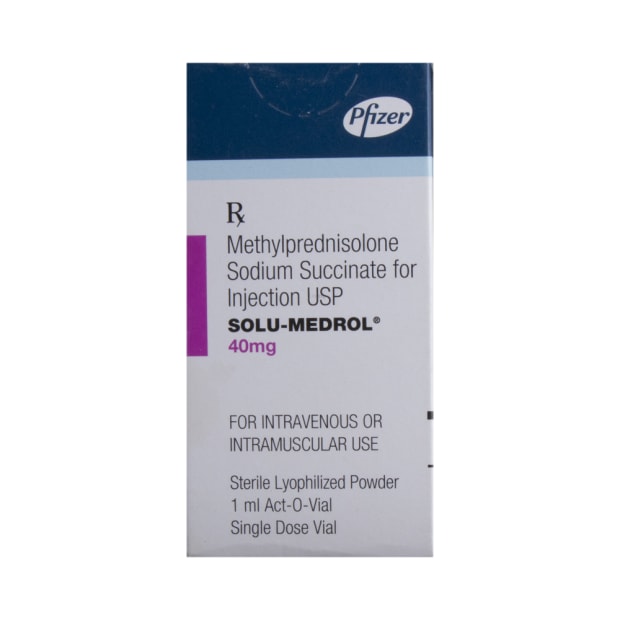 Pfizer
Rx
Methylprednisolone
Sodium Succinate for
Injection USP
SOLU-MEDROL®
40mg
FOR INTRAVENOUS OR
INTRAMUSCULAR USE
Sterile Lyophilized Powder
1 ml Act-O-Vial
Single Dose Vial